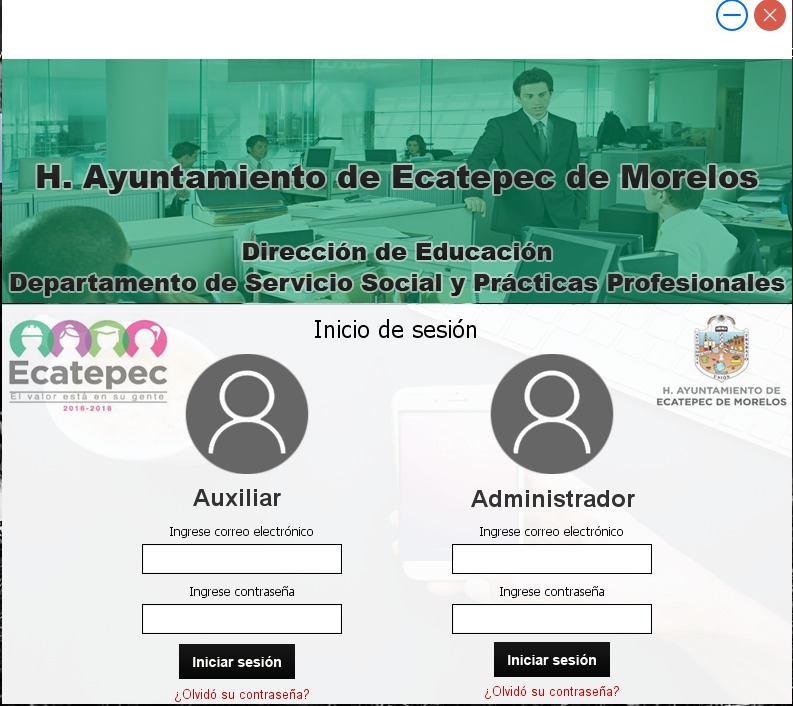 H. Ayuntamiento de Ecatepec de Morelos
Dirección de Educación
Departamento de Servicio Social y Prácticas Profesionales
Inicio de sesión
Ecatepec
El valor está en su gente
2016-2018
H. AYUNTAMIENTO DE
ECATEPEC DE MORELOS
Auxiliar
Ingrese correo electrónico
Ingrese contraseña
Iniciar sesión
¿Olvidó su contraseña?
Administrador
Ingrese correo electrónico
Ingrese contraseña
Iniciar sesión
¿Olvidó su contraseña?